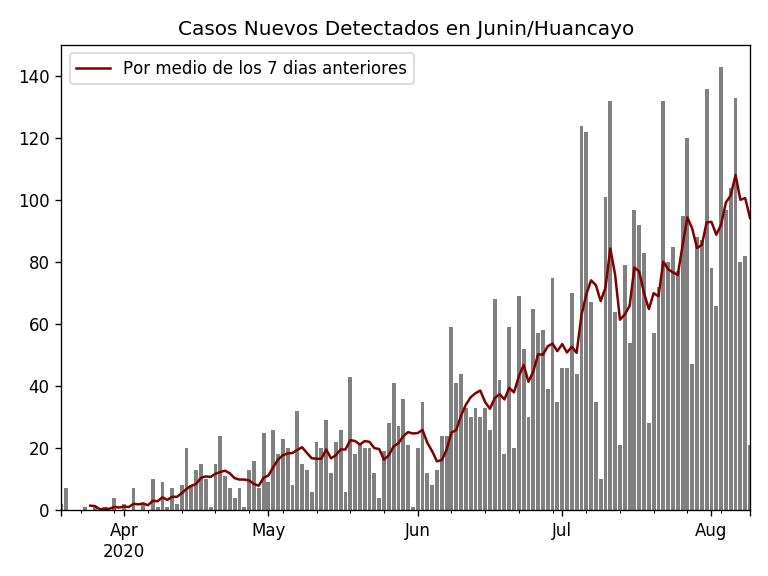 Casos Nuevos Detectados en Junin/Huancayo
Por medio de los 7 dias anteriores
140
120
100
80
60
40
20
0
Apr
2020
May
Jun
Jul
Aug